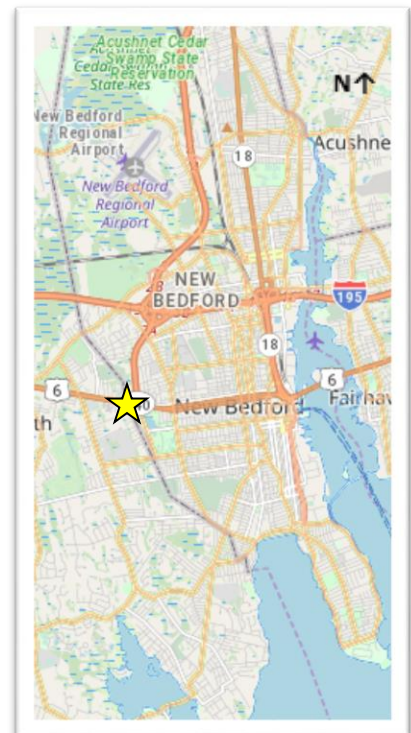 Acushnet Cedar
Swamp State
Reservation
State Res
N↑
New Bedford
Regional
Airport
Acushne
18
New Bedford
Regional
Airport
NEW
BEDFORD
195
18
6
6
New Bedford
Fairhav
th